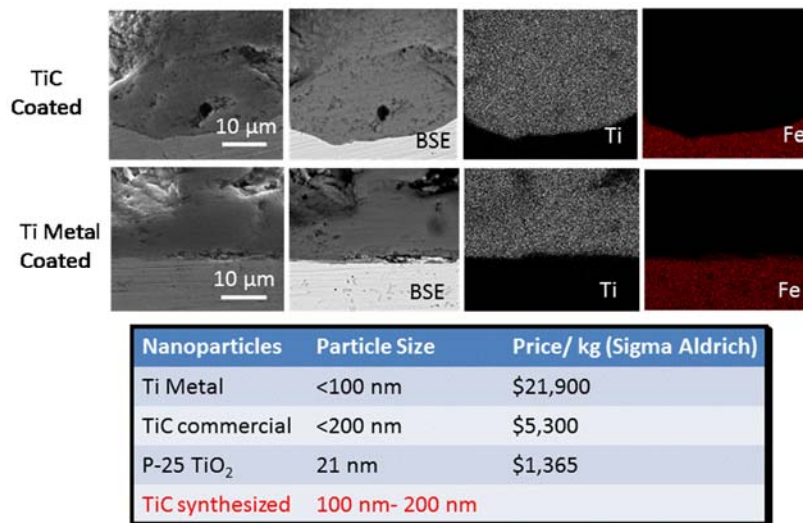 TiC
Coated
10 µm
BSE
Ti
Fe
Ti Metal
Coated
10 µm
BSE
Ti
Fe
Nanoparticles Particle Size Price/ kg (Sigma Aldrich)
Ti Metal <100 nm $21,900
TiC commercial <200 nm $5,300
P-25 TiO₂ 21 nm $1,365
TiC synthesized 100 nm- 200 nm